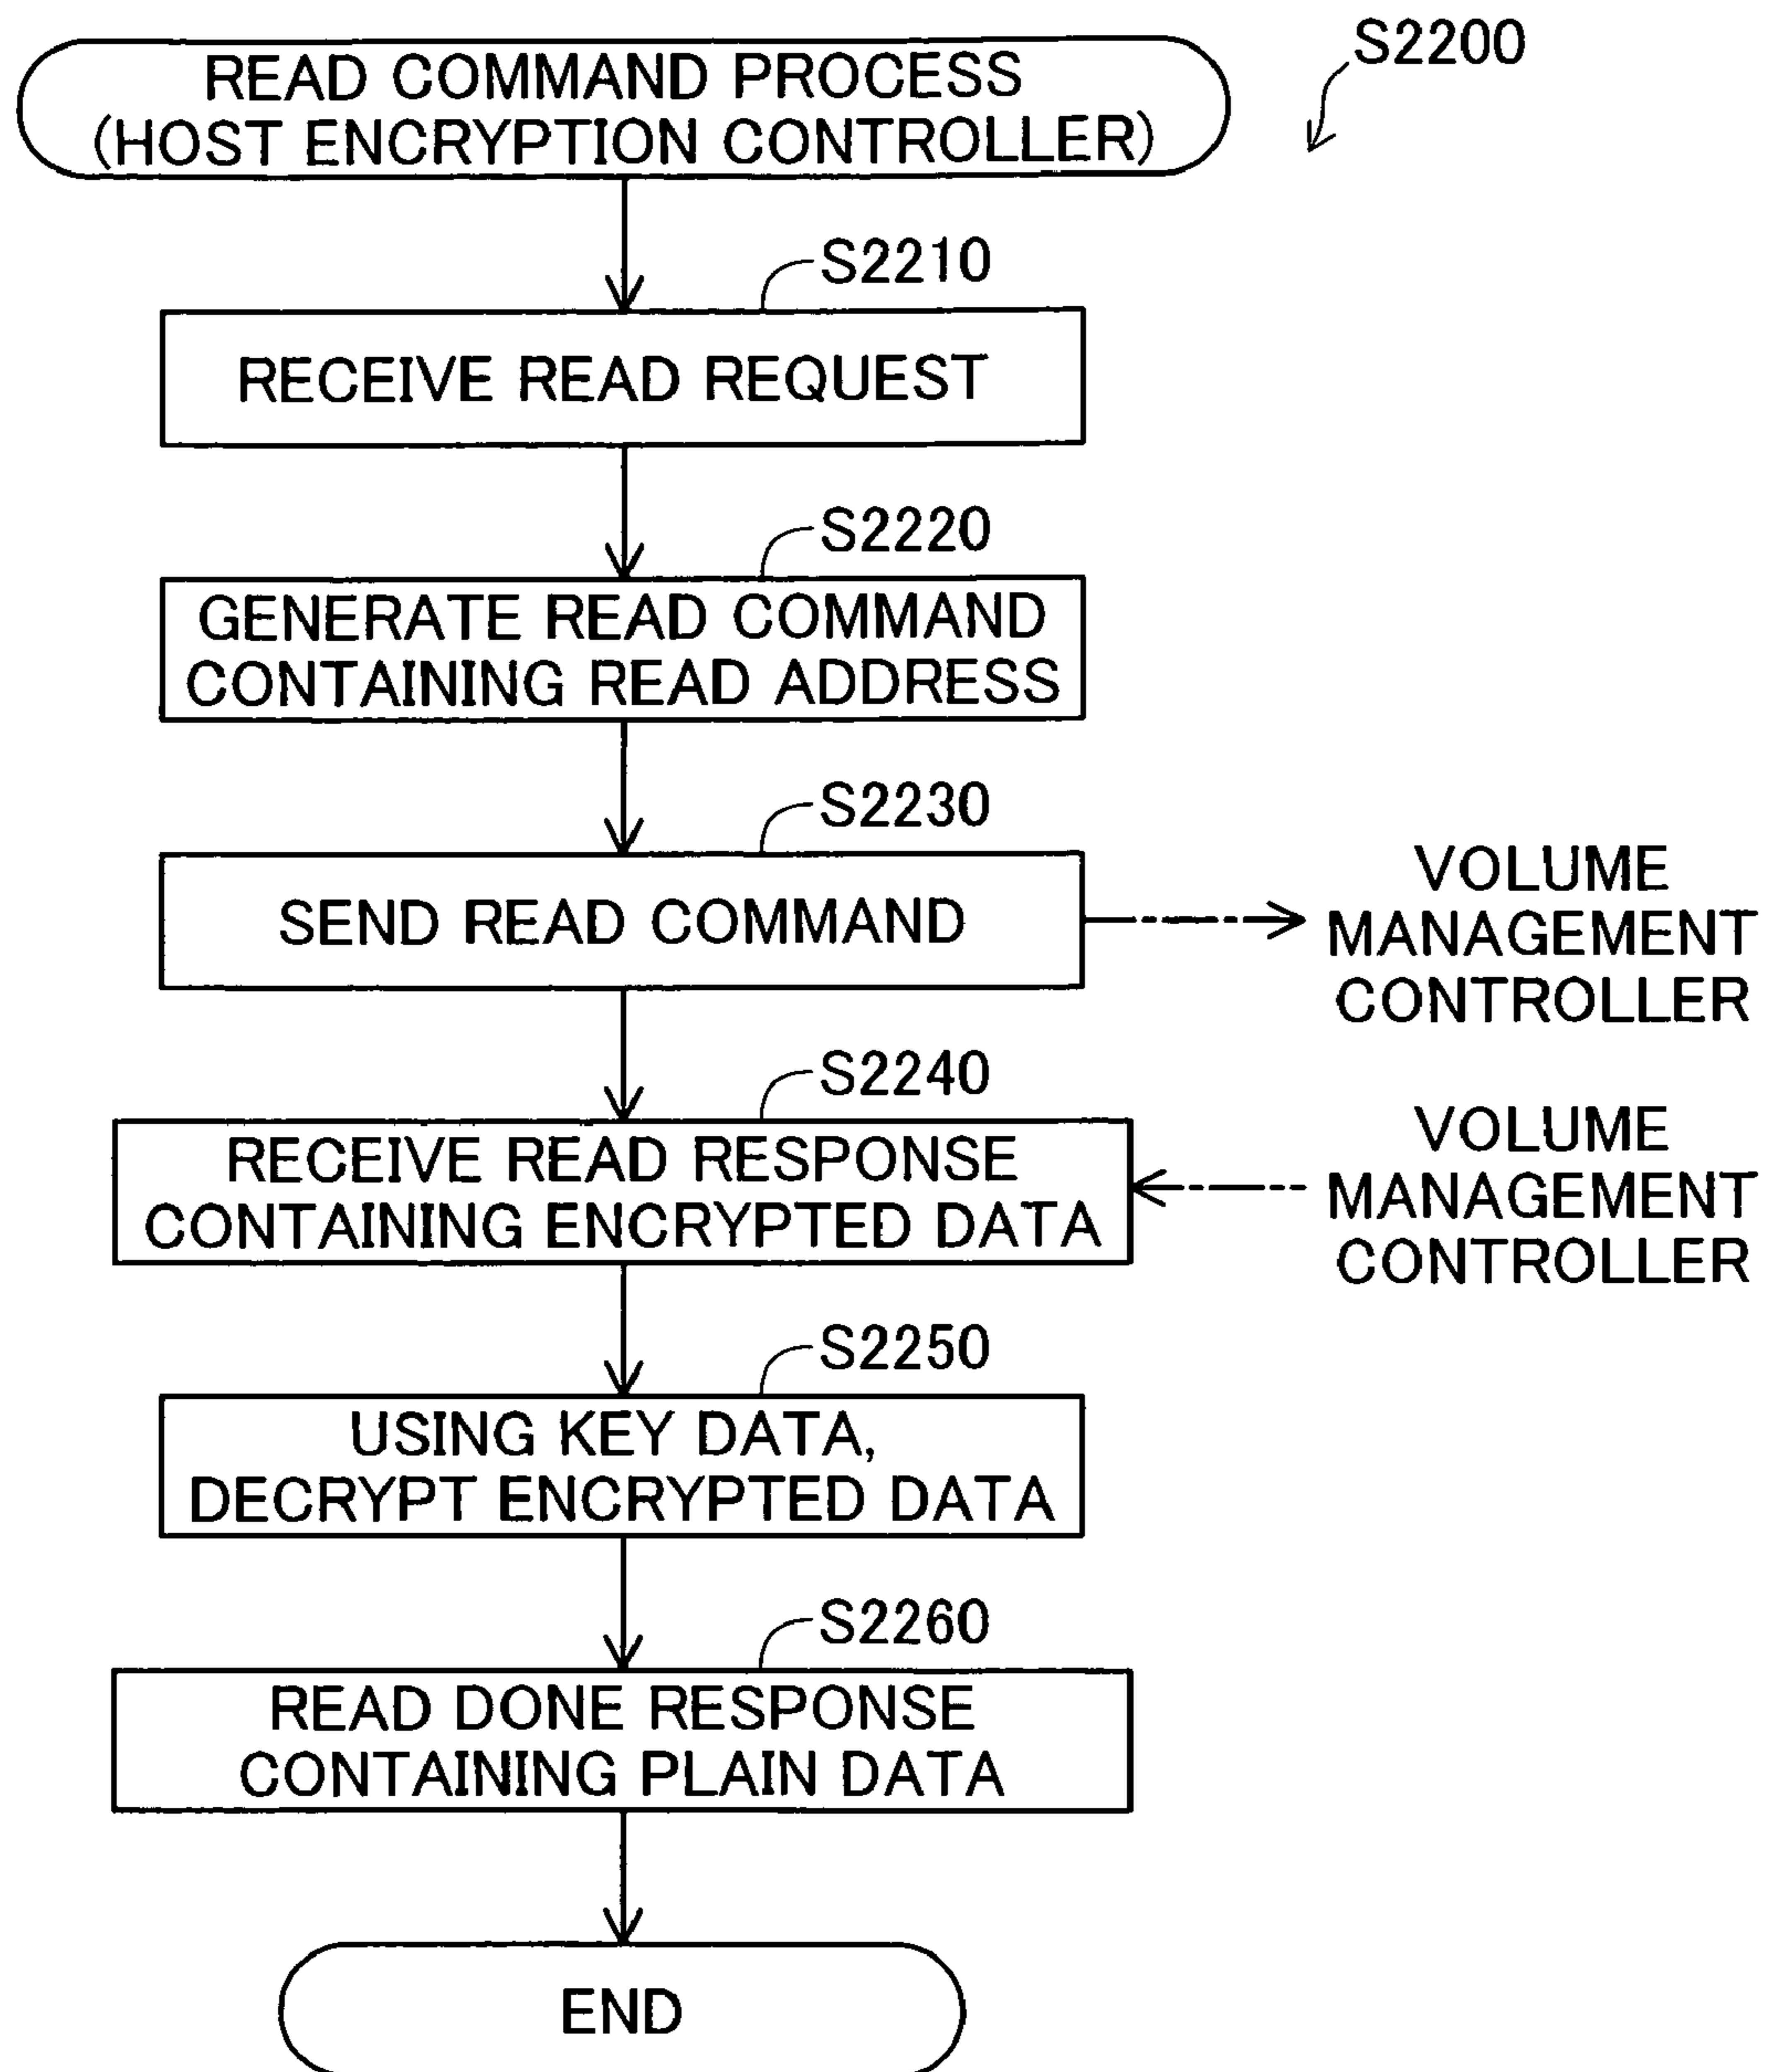 READ COMMAND PROCESS
(HOST ENCRYPTION CONTROLLER)
S2200
S2210
RECEIVE READ REQUEST
S2220
GENERATE READ COMMAND
CONTAINING READ ADDRESS
S2230
SEND READ COMMAND
VOLUME
MANAGEMENT
CONTROLLER
S2240
RECEIVE READ RESPONSE
CONTAINING ENCRYPTED DATA
VOLUME
MANAGEMENT
CONTROLLER
S2250
USING KEY DATA,
DECRYPT ENCRYPTED DATA
S2260
READ DONE RESPONSE
CONTAINING PLAIN DATA
END